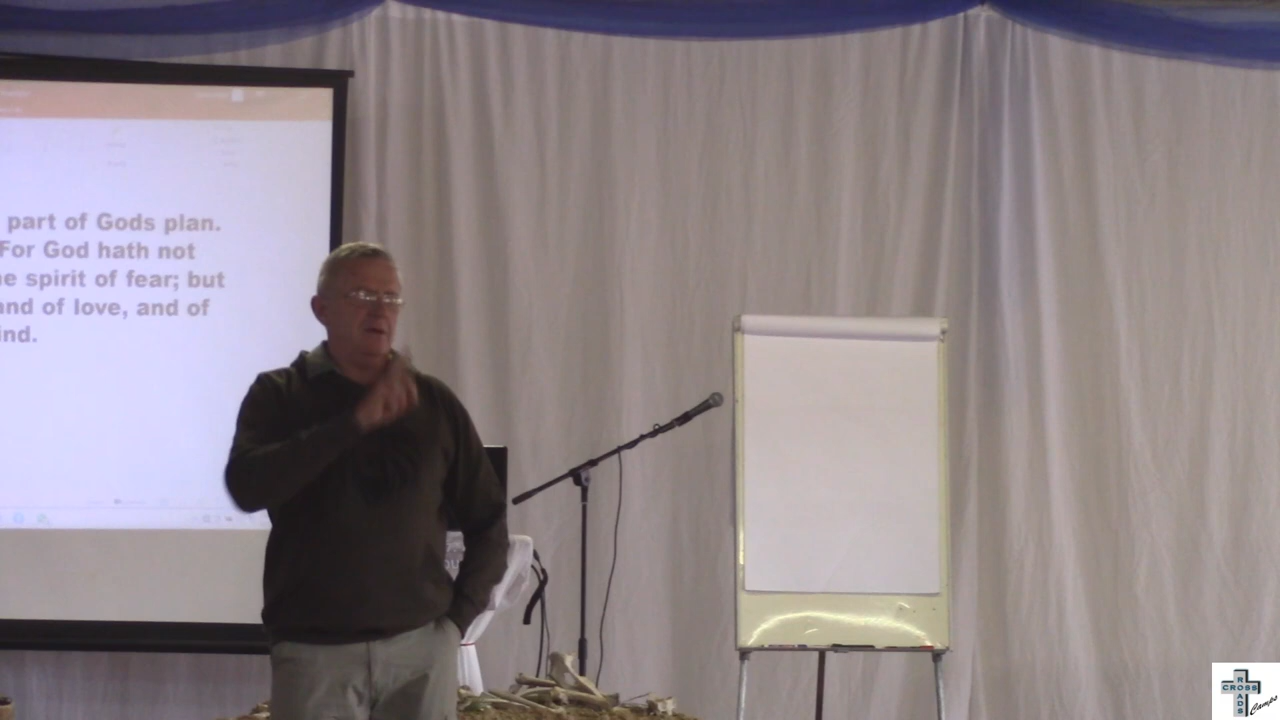 part of Gods plan.
For God hath not
spirit of fear; but
and of love, and of
CROSS
ROADS
Camps